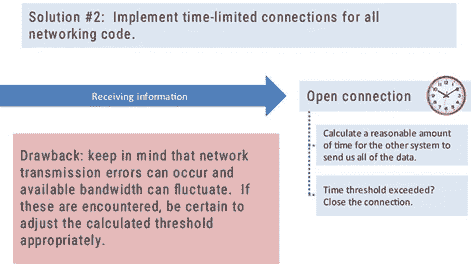 Solution #2:  Implement time-limited connections for all
networking code.
Receiving information
Open connection
Calculate a reasonable amount
of time for the other system to
send us all of the data.
Time threshold exceeded?
Close the connection.
Drawback: keep in mind that network
transmission errors can occur and
available bandwidth can fluctuate.  If
these are encountered, be certain to
adjust the calculated threshold
appropriately.